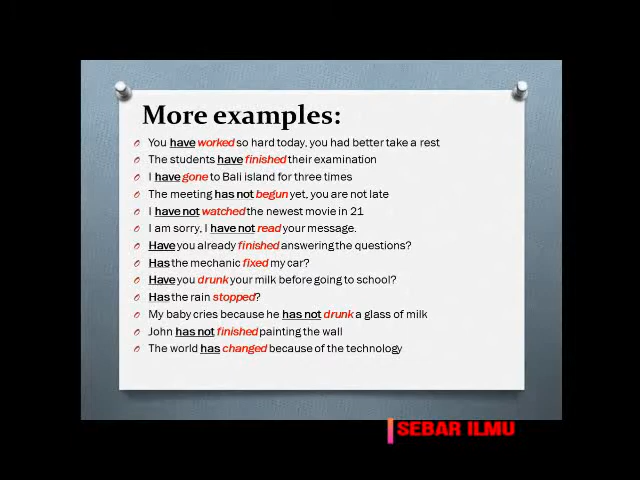 More examples:
You have worked so hard today, you had better take a rest
The students have finished their examination
I have gone to Bali island for three times
The meeting has not begun yet, you are not late
I have not watched the newest movie in 21
I am sorry, I have not read your message.
Have you already finished answering the questions?
Has the mechanic fixed my car?
Have you drunk your milk before going to school?
Has the rain stopped?
My baby cries because he has not drunk a glass of milk
John has not finished painting the wall
The world has changed because of the technology
SEBAR ILMU